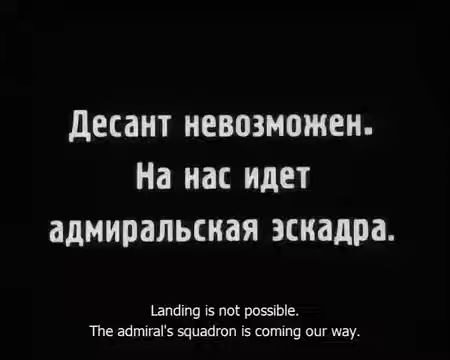 Десант невозможен.
На нас идет
адмиральская эскадра.
Landing is not possible.
The admiral's squadron is coming our way.